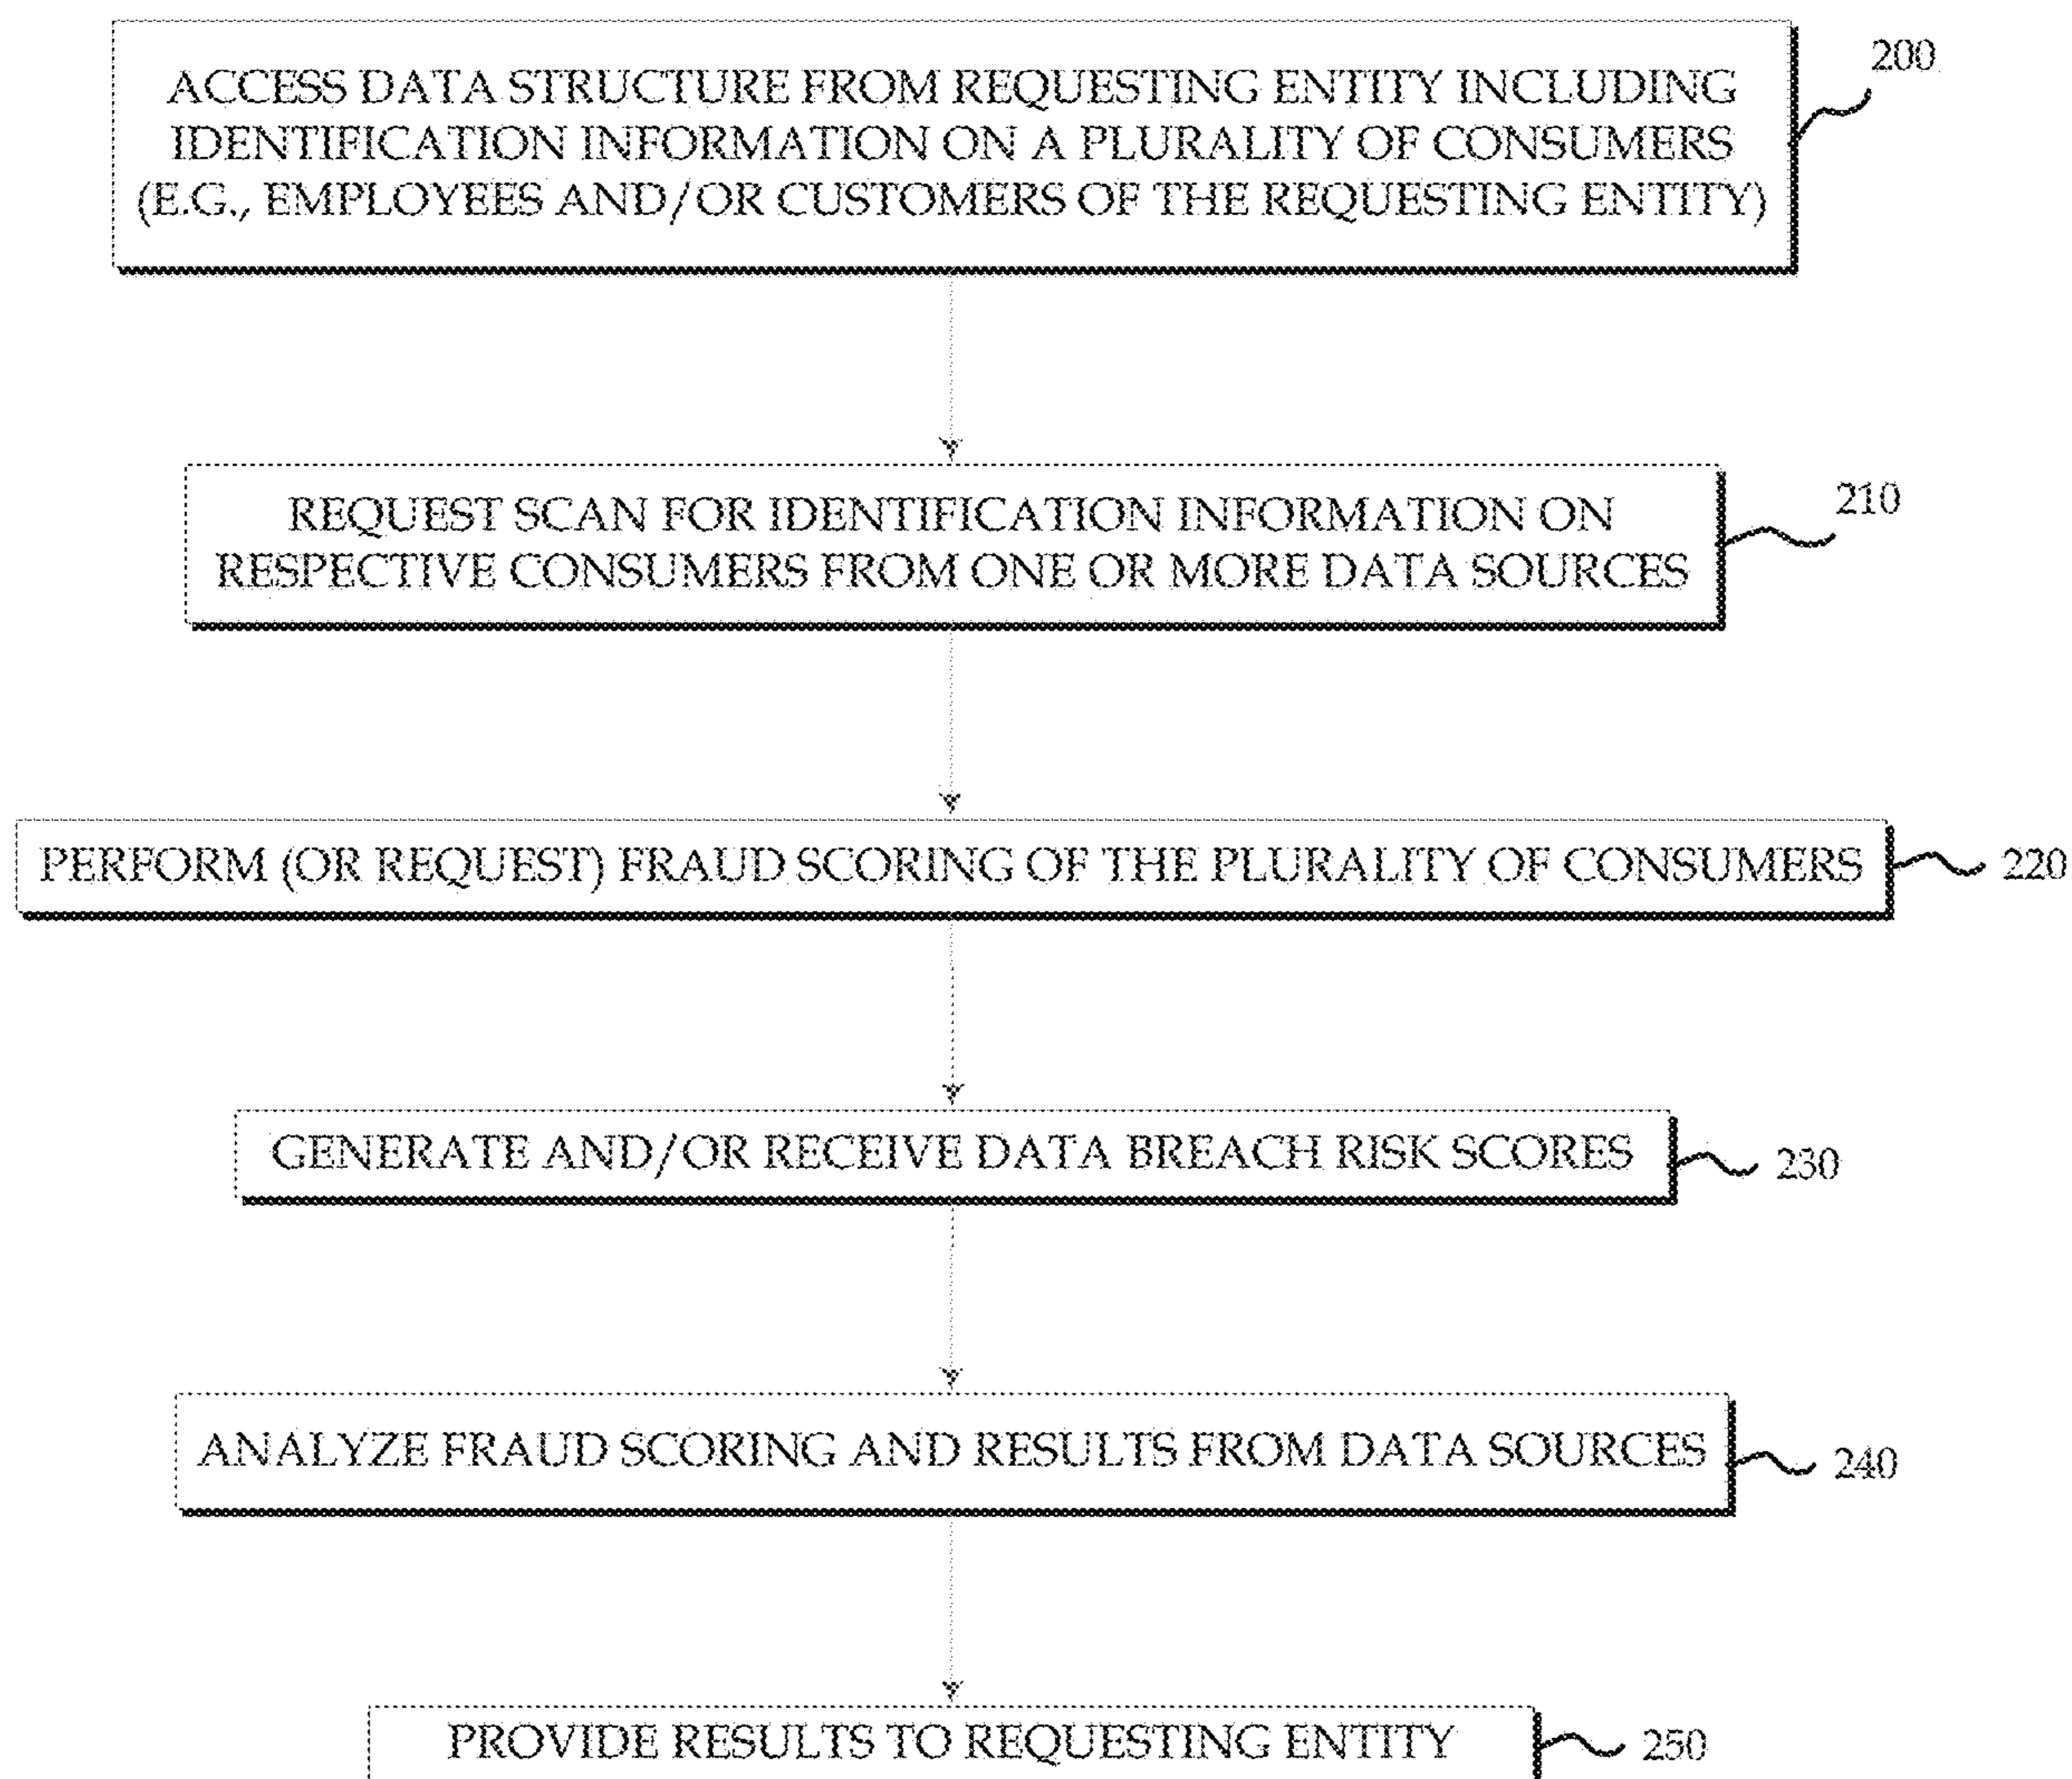 ACCESS DATA STRUCTURE FROM REQUESTING ENTITY INCLUDING
IDENTIFICATION INFORMATION ON A PLURALITY OF CONSUMERS
(E.G., EMPLOYEES AND/OR CUSTOMERS OF THE REQUESTING ENTITY)
200
REQUEST SCAN FOR IDENTIFICATION INFORMATION ON
RESPECTIVE CONSUMERS FROM ONE OR MORE DATA SOURCES
210
PERFORM (OR REQUEST) FRAUD SCORING OF THE PLURALITY OF CONSUMERS
220
GENERATE AND/OR RECEIVE DATA BREACH RISK SCORES
230
ANALYZE FRAUD SCORING AND RESULTS FROM DATA SOURCES
240
PROVIDE RESULTS TO REQUESTING ENTITY
250